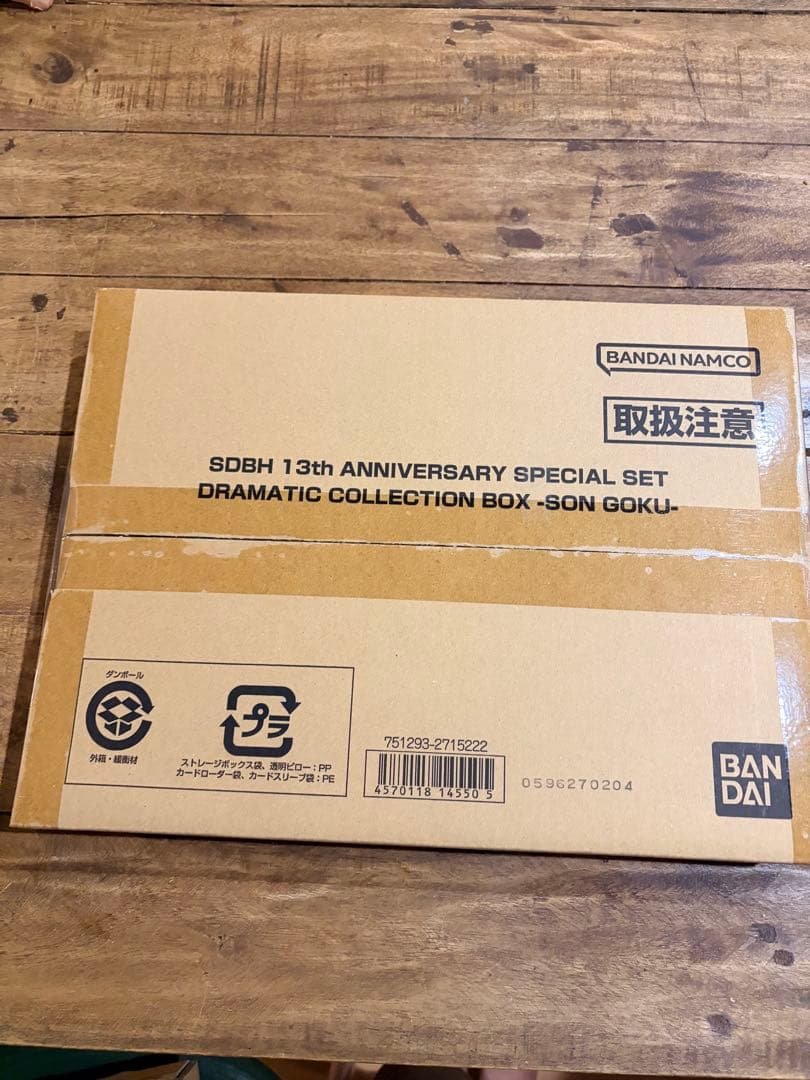 BANDAI NAMCO
取扱注意
SDBH 13th ANNIVERSARY SPECIAL SET
DRAMATIC COLLECTION BOX -SON GOKU-
ダンボール
外箱・緩衝材
プラ
ストレージボックス袋、透明ピロー:PP
カードローダー袋、カードスリーブ袋:PE
751293-2715222
4570118 14550 5
0596270204
BAN
DAI